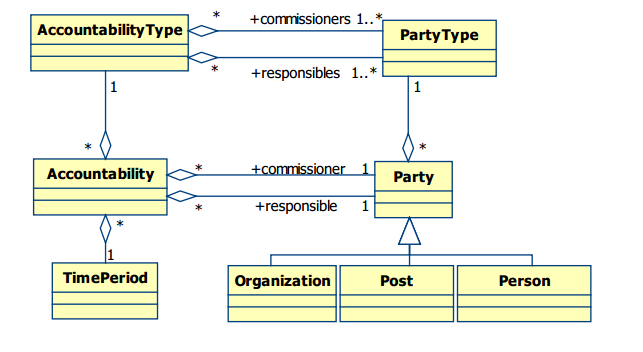 AccountabilityType
* +commissioners 1..*
PartyType
* +responsibles 1..*
1
1
*
*
Accountability
* +commissioner 1
Party
* +responsible 1
*
1
TimePeriod
Organization
Post
Person